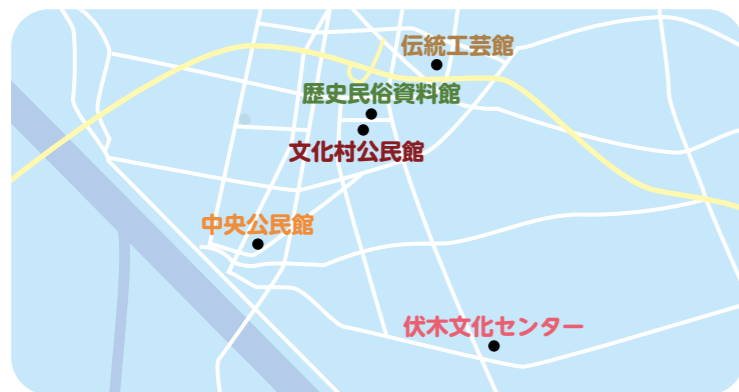 伝統工芸館
歴史民俗資料館
文化村公民館
中央公民館
伏木文化センター